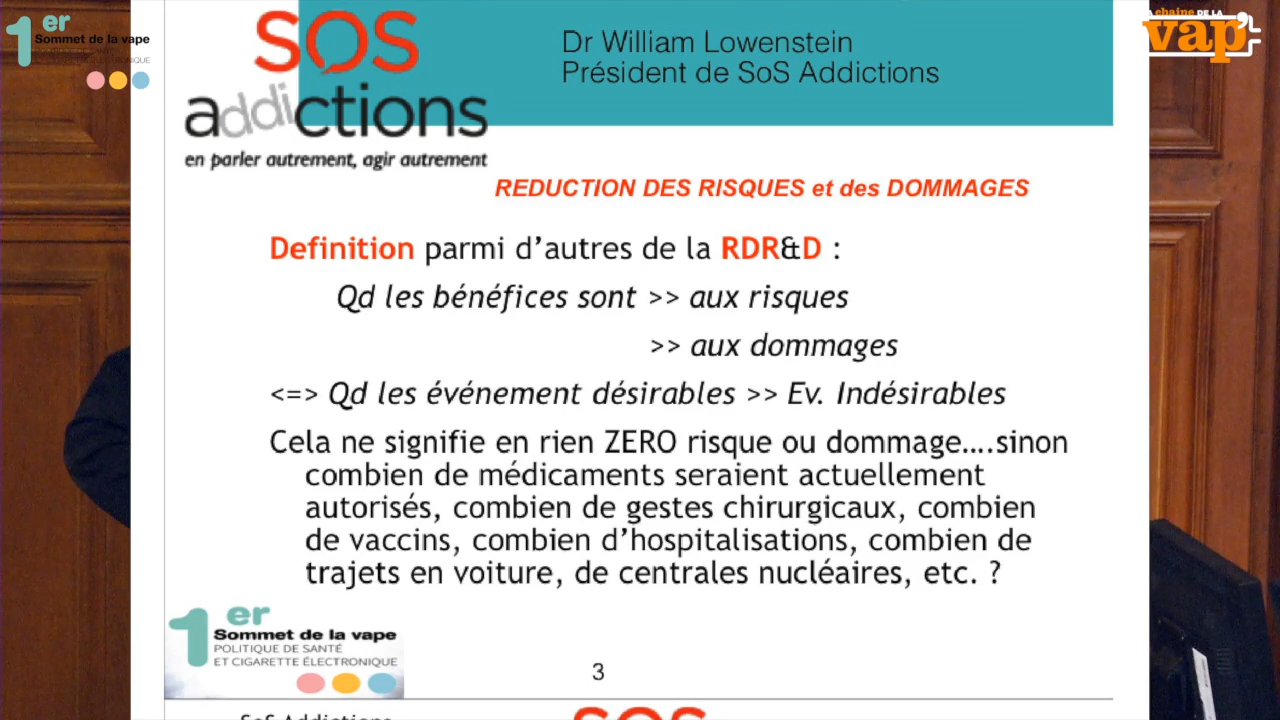 1er
Sommet de la vape
SOS
addictions
en parler autrement, agir autrement
Dr William Lowenstein
Président de SoS Addictions
la chaine DE LA
vap'
REDUCTION DES RISQUES et des DOMMAGES
Definition parmi d'autres de la RDR&D :
Qd les bénéfices sont >> aux risques
>> aux dommages
<=> Qd les événement désirables >> Ev. Indésirables
Cela ne signifie en rien ZERO risque ou dommage….sinon
combien de médicaments seraient actuellement
autorisés, combien de gestes chirurgicaux, combien
de vaccins, combien d'hospitalisations, combien de
trajets en voiture, de centrales nucléaires, etc. ?
1er
Sommet de la vape
POLITIQUE DE SANTÉ
ET CIGARETTE ÉLECTRONIQUE
3
SoS Addictions
SOS